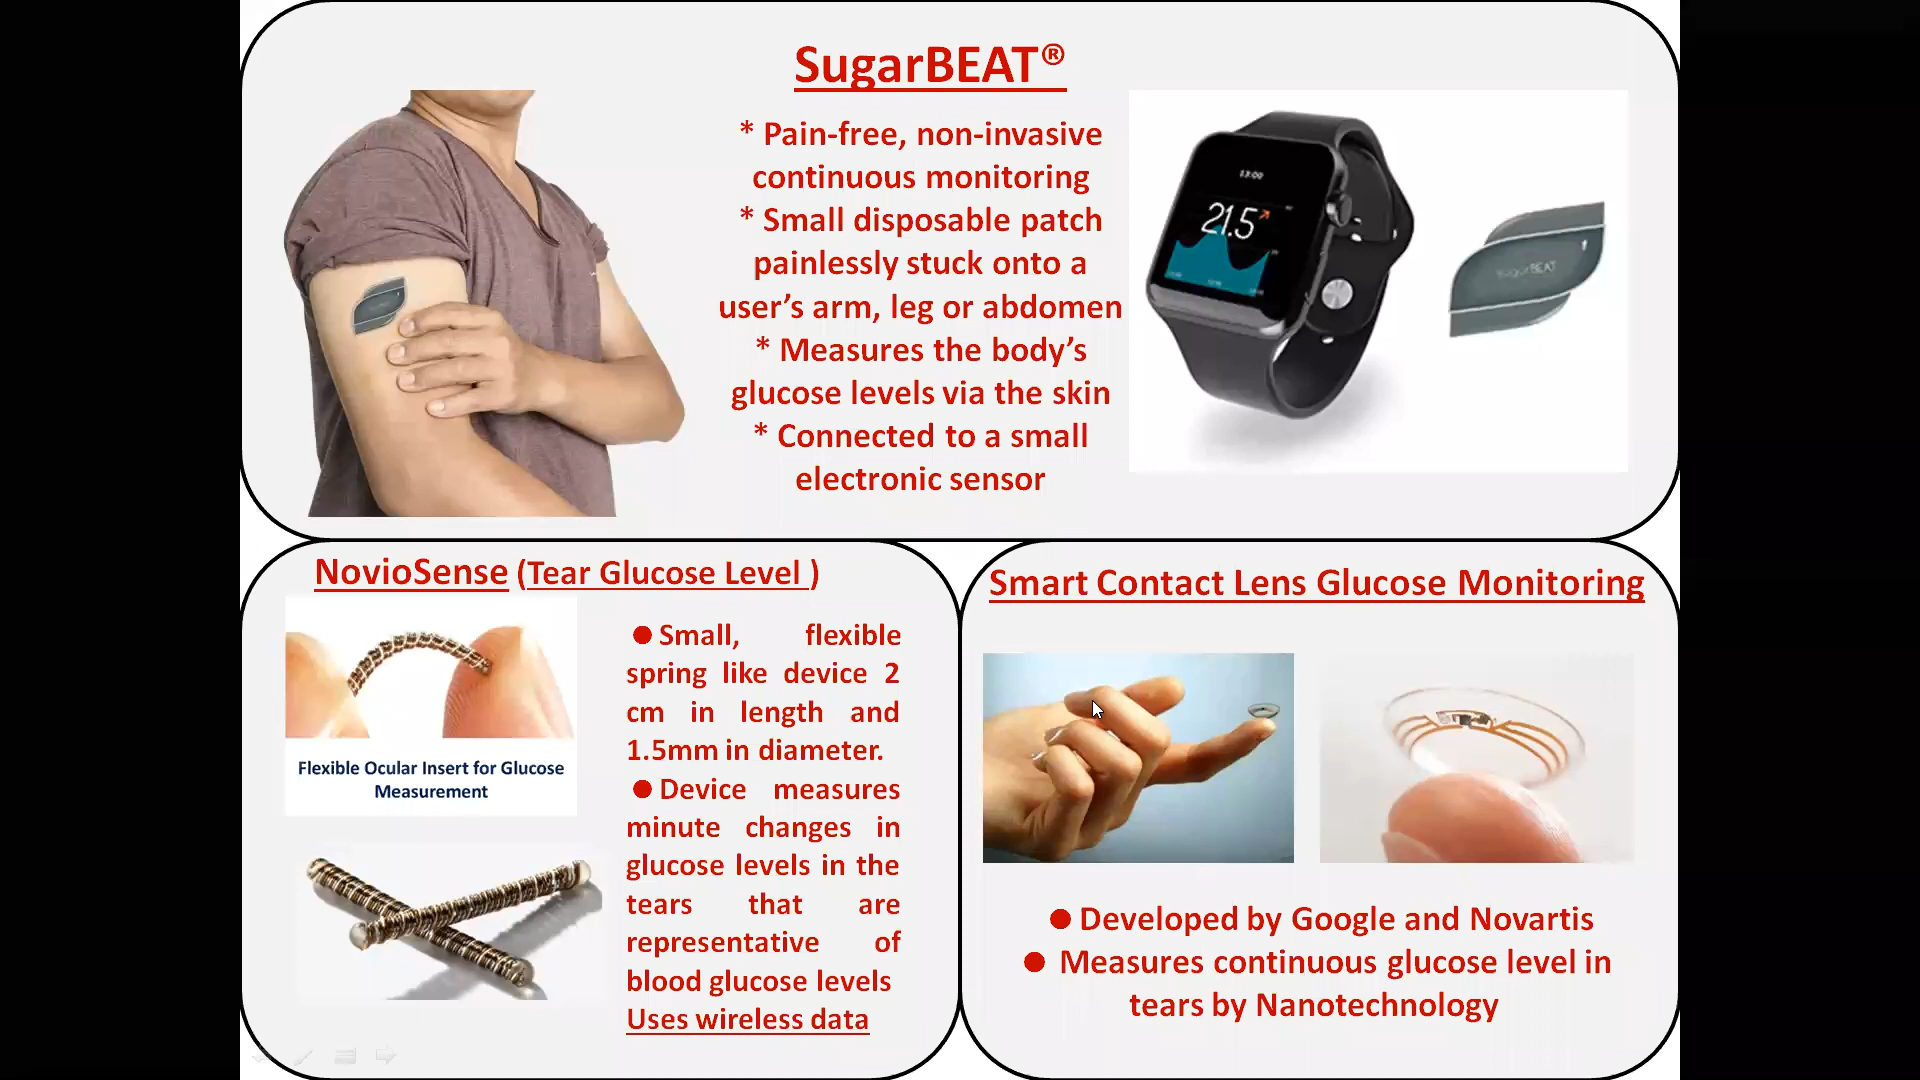 SugarBEAT®
* Pain-free, non-invasive
continuous monitoring
* Small disposable patch
painlessly stuck onto a
user’s arm, leg or abdomen
* Measures the body’s
glucose levels via the skin
* Connected to a small
electronic sensor
13:00
21.5
SugarBEAT
NovioSense (Tear Glucose Level )
Flexible Ocular Insert for Glucose
Measurement
● Small, flexible
spring like device 2
cm in length and
1.5mm in diameter.
● Device measures
minute changes in
glucose levels in the
tears that are
representative of
blood glucose levels
Uses wireless data
Smart Contact Lens Glucose Monitoring
● Developed by Google and Novartis
● Measures continuous glucose level in
tears by Nanotechnology